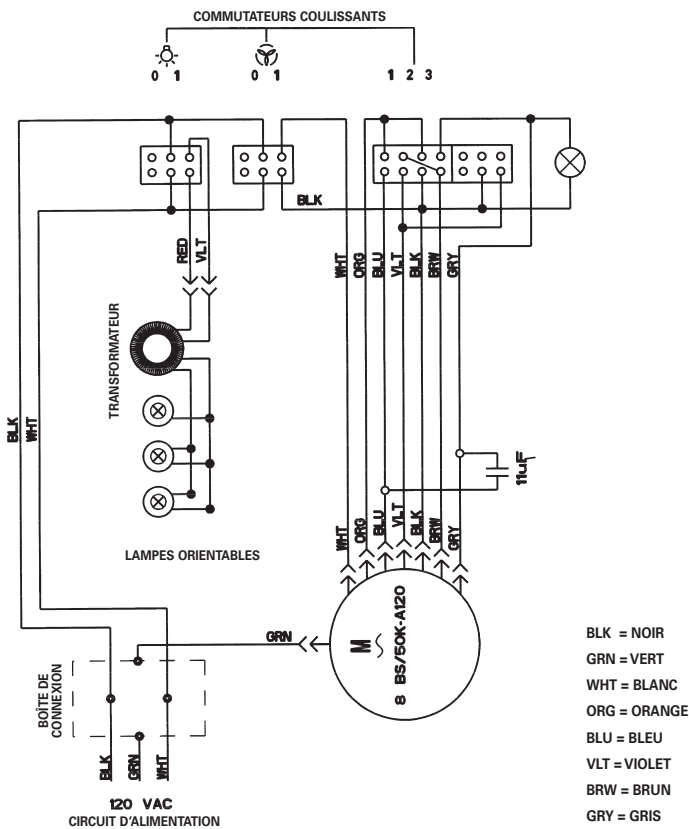 COMMUTATEURS COULISSANTS
0 1
0 1
1 2 3
BLK
RED
VLT
WHT
ORG
BLU
VLT
BLK
BRW
GRY
TRANSFORMATEUR
BLK
WHT
11uF
LAMPES ORIENTABLES
WHT
ORG
BLU
VLT
BLK
BRW
GRY
GRN
M
8 BS/50K-A120
BOÎTE DE
CONNEXION
BLK
GRN
WHT
120 VAC
CIRCUIT D'ALIMENTATION
BLK = NOIR
GRN = VERT
WHT = BLANC
ORG = ORANGE
BLU = BLEU
VLT = VIOLET
BRW = BRUN
GRY = GRIS